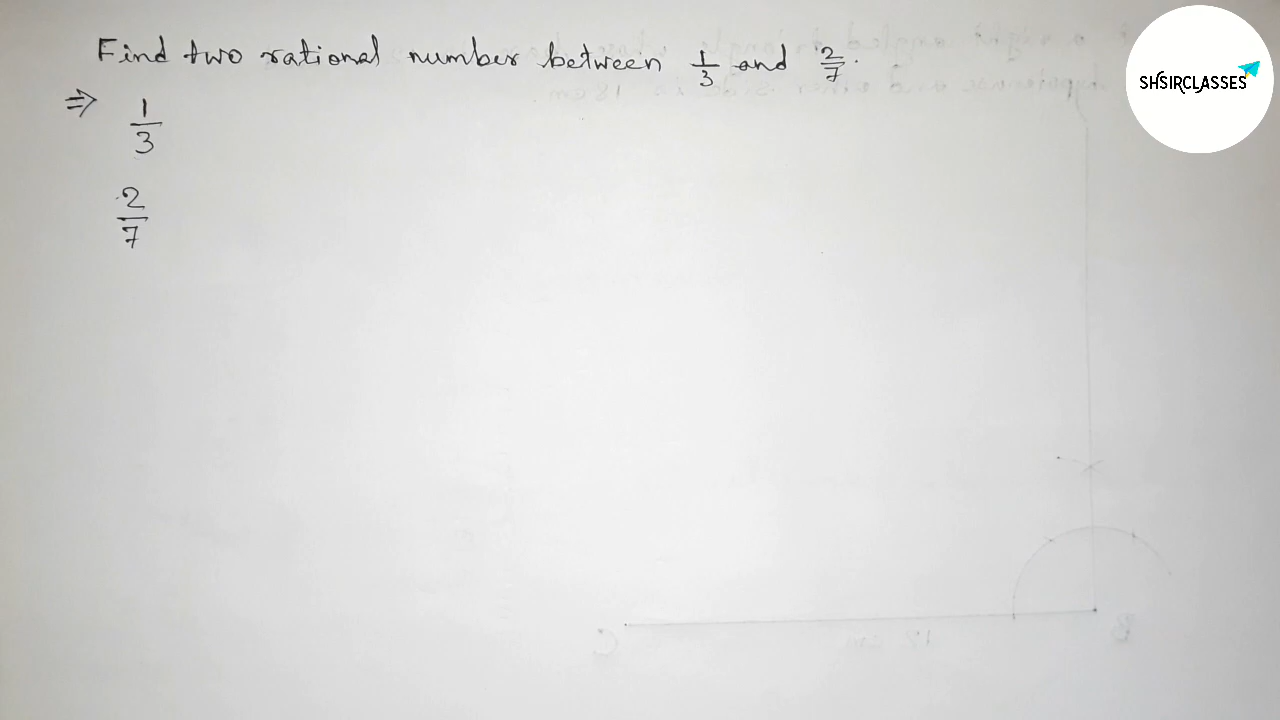 Find two rational number between 1/3 and 2/7.
⇒ 1/3
2/7
SHSIRCLASSES